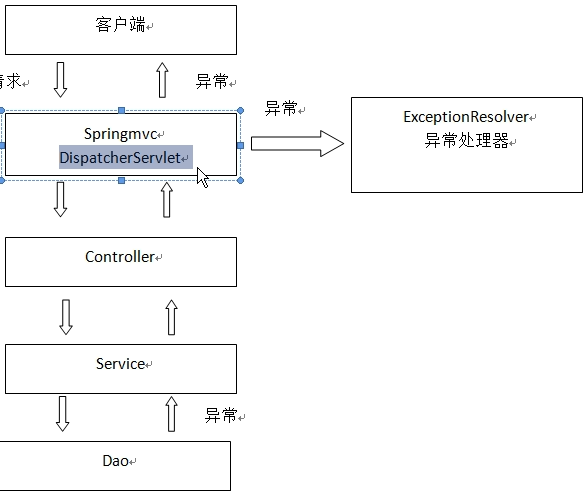 客户端
请求
异常
Springmvc
DispatcherServlet
异常
ExceptionResolver
异常处理器
Controller
Service
异常
Dao